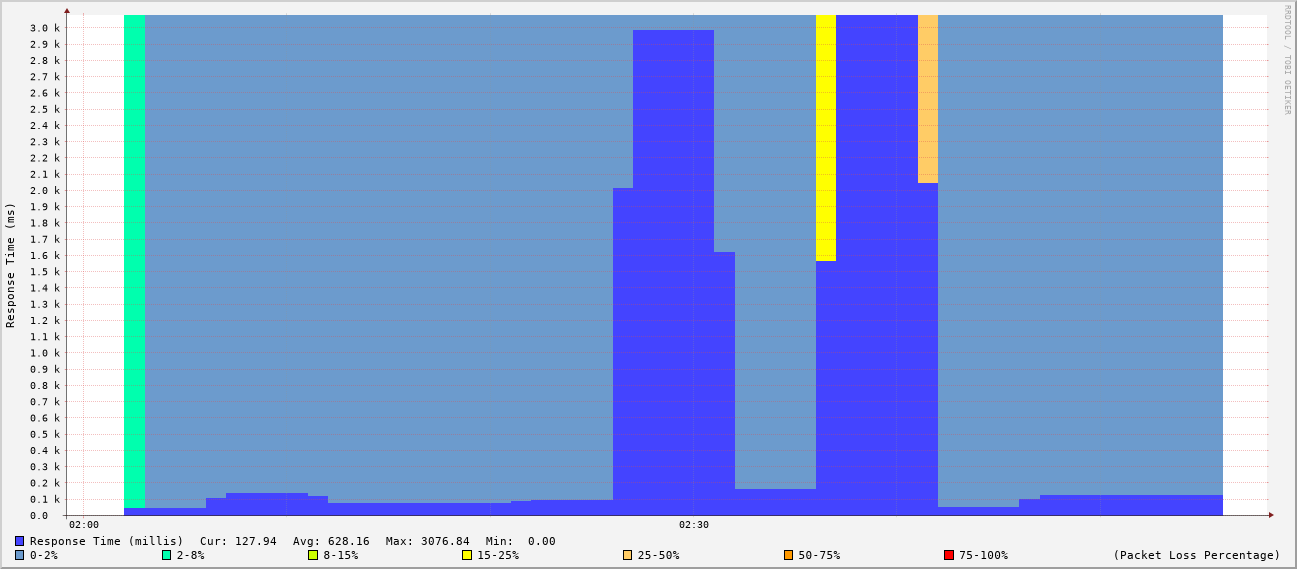 RRDTOOL / TOBI OETIKER
Response Time (ms)
3.0 k
2.9 k
2.8 k
2.7 k
2.6 k
2.5 k
2.4 k
2.3 k
2.2 k
2.1 k
2.0 k
1.9 k
1.8 k
1.7 k
1.6 k
1.5 k
1.4 k
1.3 k
1.2 k
1.1 k
1.0 k
0.9 k
0.8 k
0.7 k
0.6 k
0.5 k
0.4 k
0.3 k
0.2 k
0.1 k
0.0
02:00 02:30
Response Time (millis) Cur: 127.94 Avg: 628.16 Max: 3076.84 Min: 0.00
0-2% 2-8% 8-15% 15-25% 25-50% 50-75% 75-100% (Packet Loss Percentage)